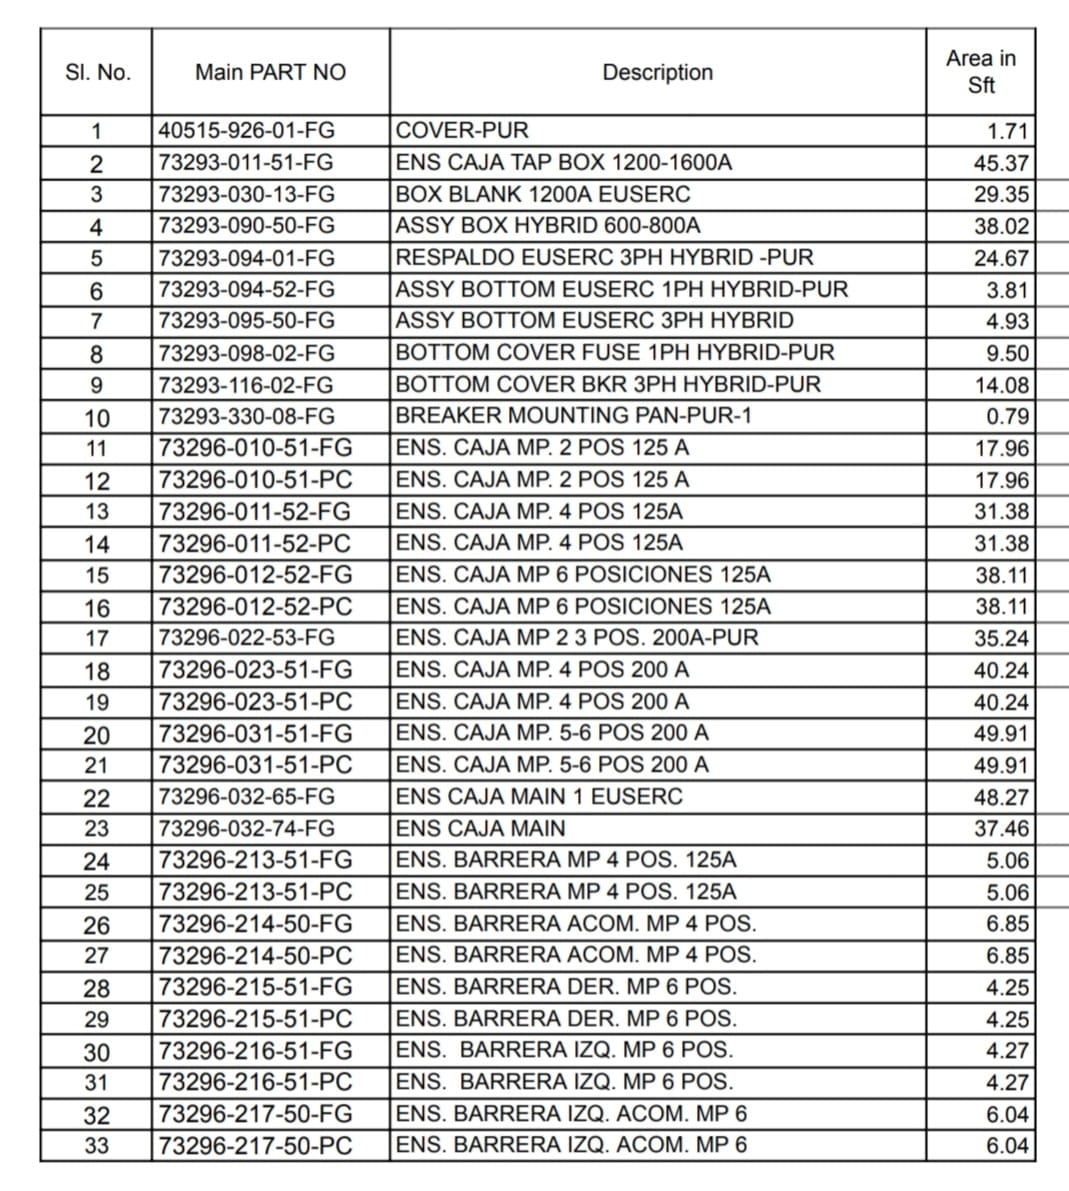 Sl. No. Main PART NO Description Area in Sft
1 40515-926-01-FG COVER-PUR 1.71
2 73293-011-51-FG ENS CAJA TAP BOX 1200-1600A 45.37
3 73293-030-13-FG BOX BLANK 1200A EUSERC 29.35
4 73293-090-50-FG ASSY BOX HYBRID 600-800A 38.02
5 73293-094-01-FG RESPALDO EUSERC 3PH HYBRID -PUR 24.67
6 73293-094-52-FG ASSY BOTTOM EUSERC 1PH HYBRID-PUR 3.81
7 73293-095-50-FG ASSY BOTTOM EUSERC 3PH HYBRID 4.93
8 73293-098-02-FG BOTTOM COVER FUSE 1PH HYBRID-PUR 9.50
9 73293-116-02-FG BOTTOM COVER BKR 3PH HYBRID-PUR 14.08
10 73293-330-08-FG BREAKER MOUNTING PAN-PUR-1 0.79
11 73296-010-51-FG ENS. CAJA MP. 2 POS 125 A 17.96
12 73296-010-51-PC ENS. CAJA MP. 2 POS 125 A 17.96
13 73296-011-52-FG ENS. CAJA MP. 4 POS 125A 31.38
14 73296-011-52-PC ENS. CAJA MP. 4 POS 125A 31.38
15 73296-012-52-FG ENS. CAJA MP 6 POSICIONES 125A 38.11
16 73296-012-52-PC ENS. CAJA MP 6 POSICIONES 125A 38.11
17 73296-022-53-FG ENS. CAJA MP 2 3 POS. 200A-PUR 35.24
18 73296-023-51-FG ENS. CAJA MP. 4 POS 200 A 40.24
19 73296-023-51-PC ENS. CAJA MP. 4 POS 200 A 40.24
20 73296-031-51-FG ENS. CAJA MP. 5-6 POS 200 A 49.91
21 73296-031-51-PC ENS. CAJA MP. 5-6 POS 200 A 49.91
22 73296-032-65-FG ENS CAJA MAIN 1 EUSERC 48.27
23 73296-032-74-FG ENS CAJA MAIN 37.46
24 73296-213-51-FG ENS. BARRERA MP 4 POS. 125A 5.06
25 73296-213-51-PC ENS. BARRERA MP 4 POS. 125A 5.06
26 73296-214-50-FG ENS. BARRERA ACOM. MP 4 POS. 6.85
27 73296-214-50-PC ENS. BARRERA ACOM. MP 4 POS. 6.85
28 73296-215-51-FG ENS. BARRERA DER. MP 6 POS. 4.25
29 73296-215-51-PC ENS. BARRERA DER. MP 6 POS. 4.25
30 73296-216-51-FG ENS.  BARRERA IZQ. MP 6 POS. 4.27
31 73296-216-51-PC ENS.  BARRERA IZQ. MP 6 POS. 4.27
32 73296-217-50-FG ENS. BARRERA IZQ. ACOM. MP 6 6.04
33 73296-217-50-PC ENS. BARRERA IZQ. ACOM. MP 6 6.04